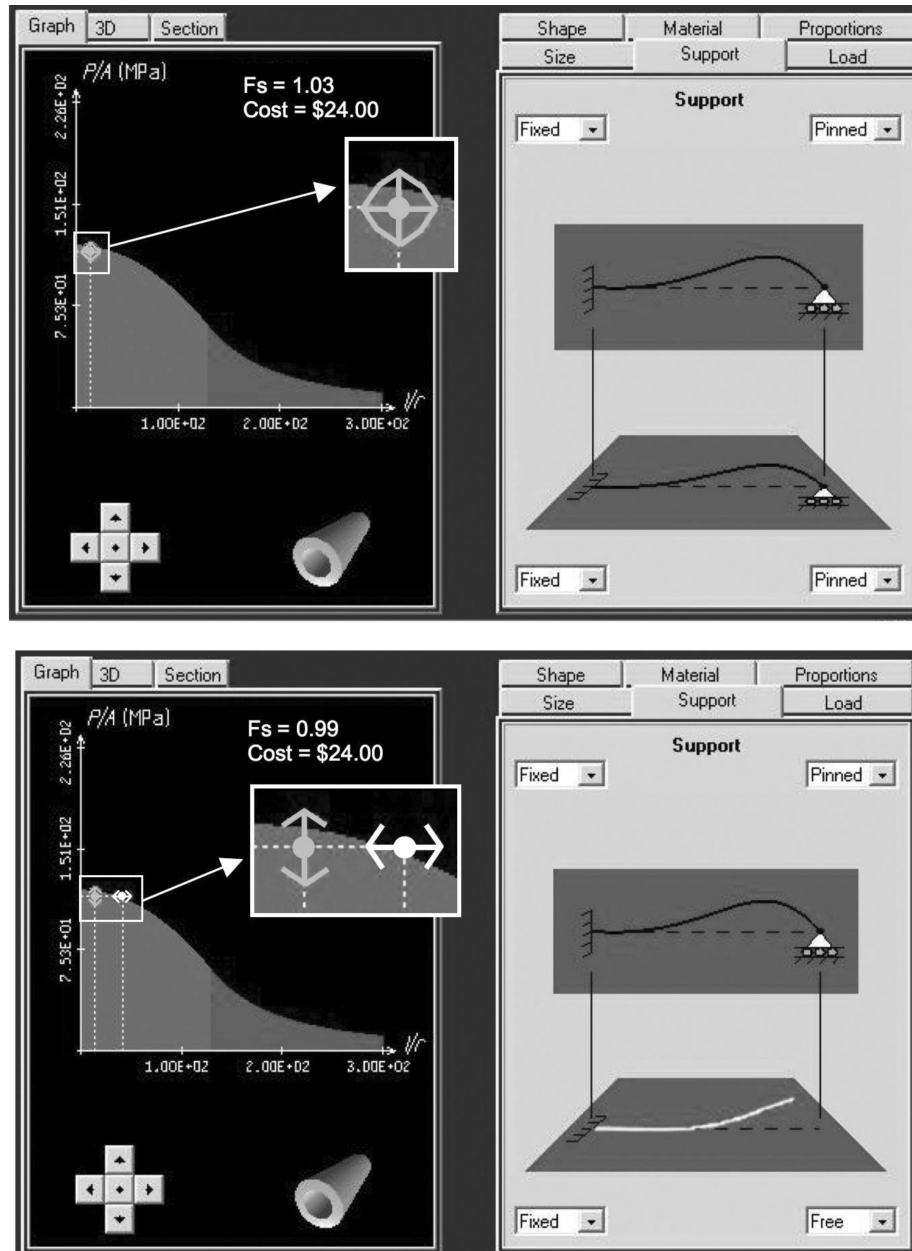 Graph 3D Section
P/A (MPa)
Fs = 1.03
Cost = $24.00
2.26E+02
1.51E+02
7.53E+01
1.00E+02 2.00E+02 3.00E+02
l/r
Shape Material Proportions
Size Support Load
Support
Fixed Pinned
Fixed Pinned
Graph 3D Section
P/A (MPa)
Fs = 0.99
Cost = $24.00
2.26E+02
1.51E+02
7.53E+01
1.00E+02 2.00E+02 3.00E+02
l/r
Shape Material Proportions
Size Support Load
Support
Fixed Pinned
Fixed Free